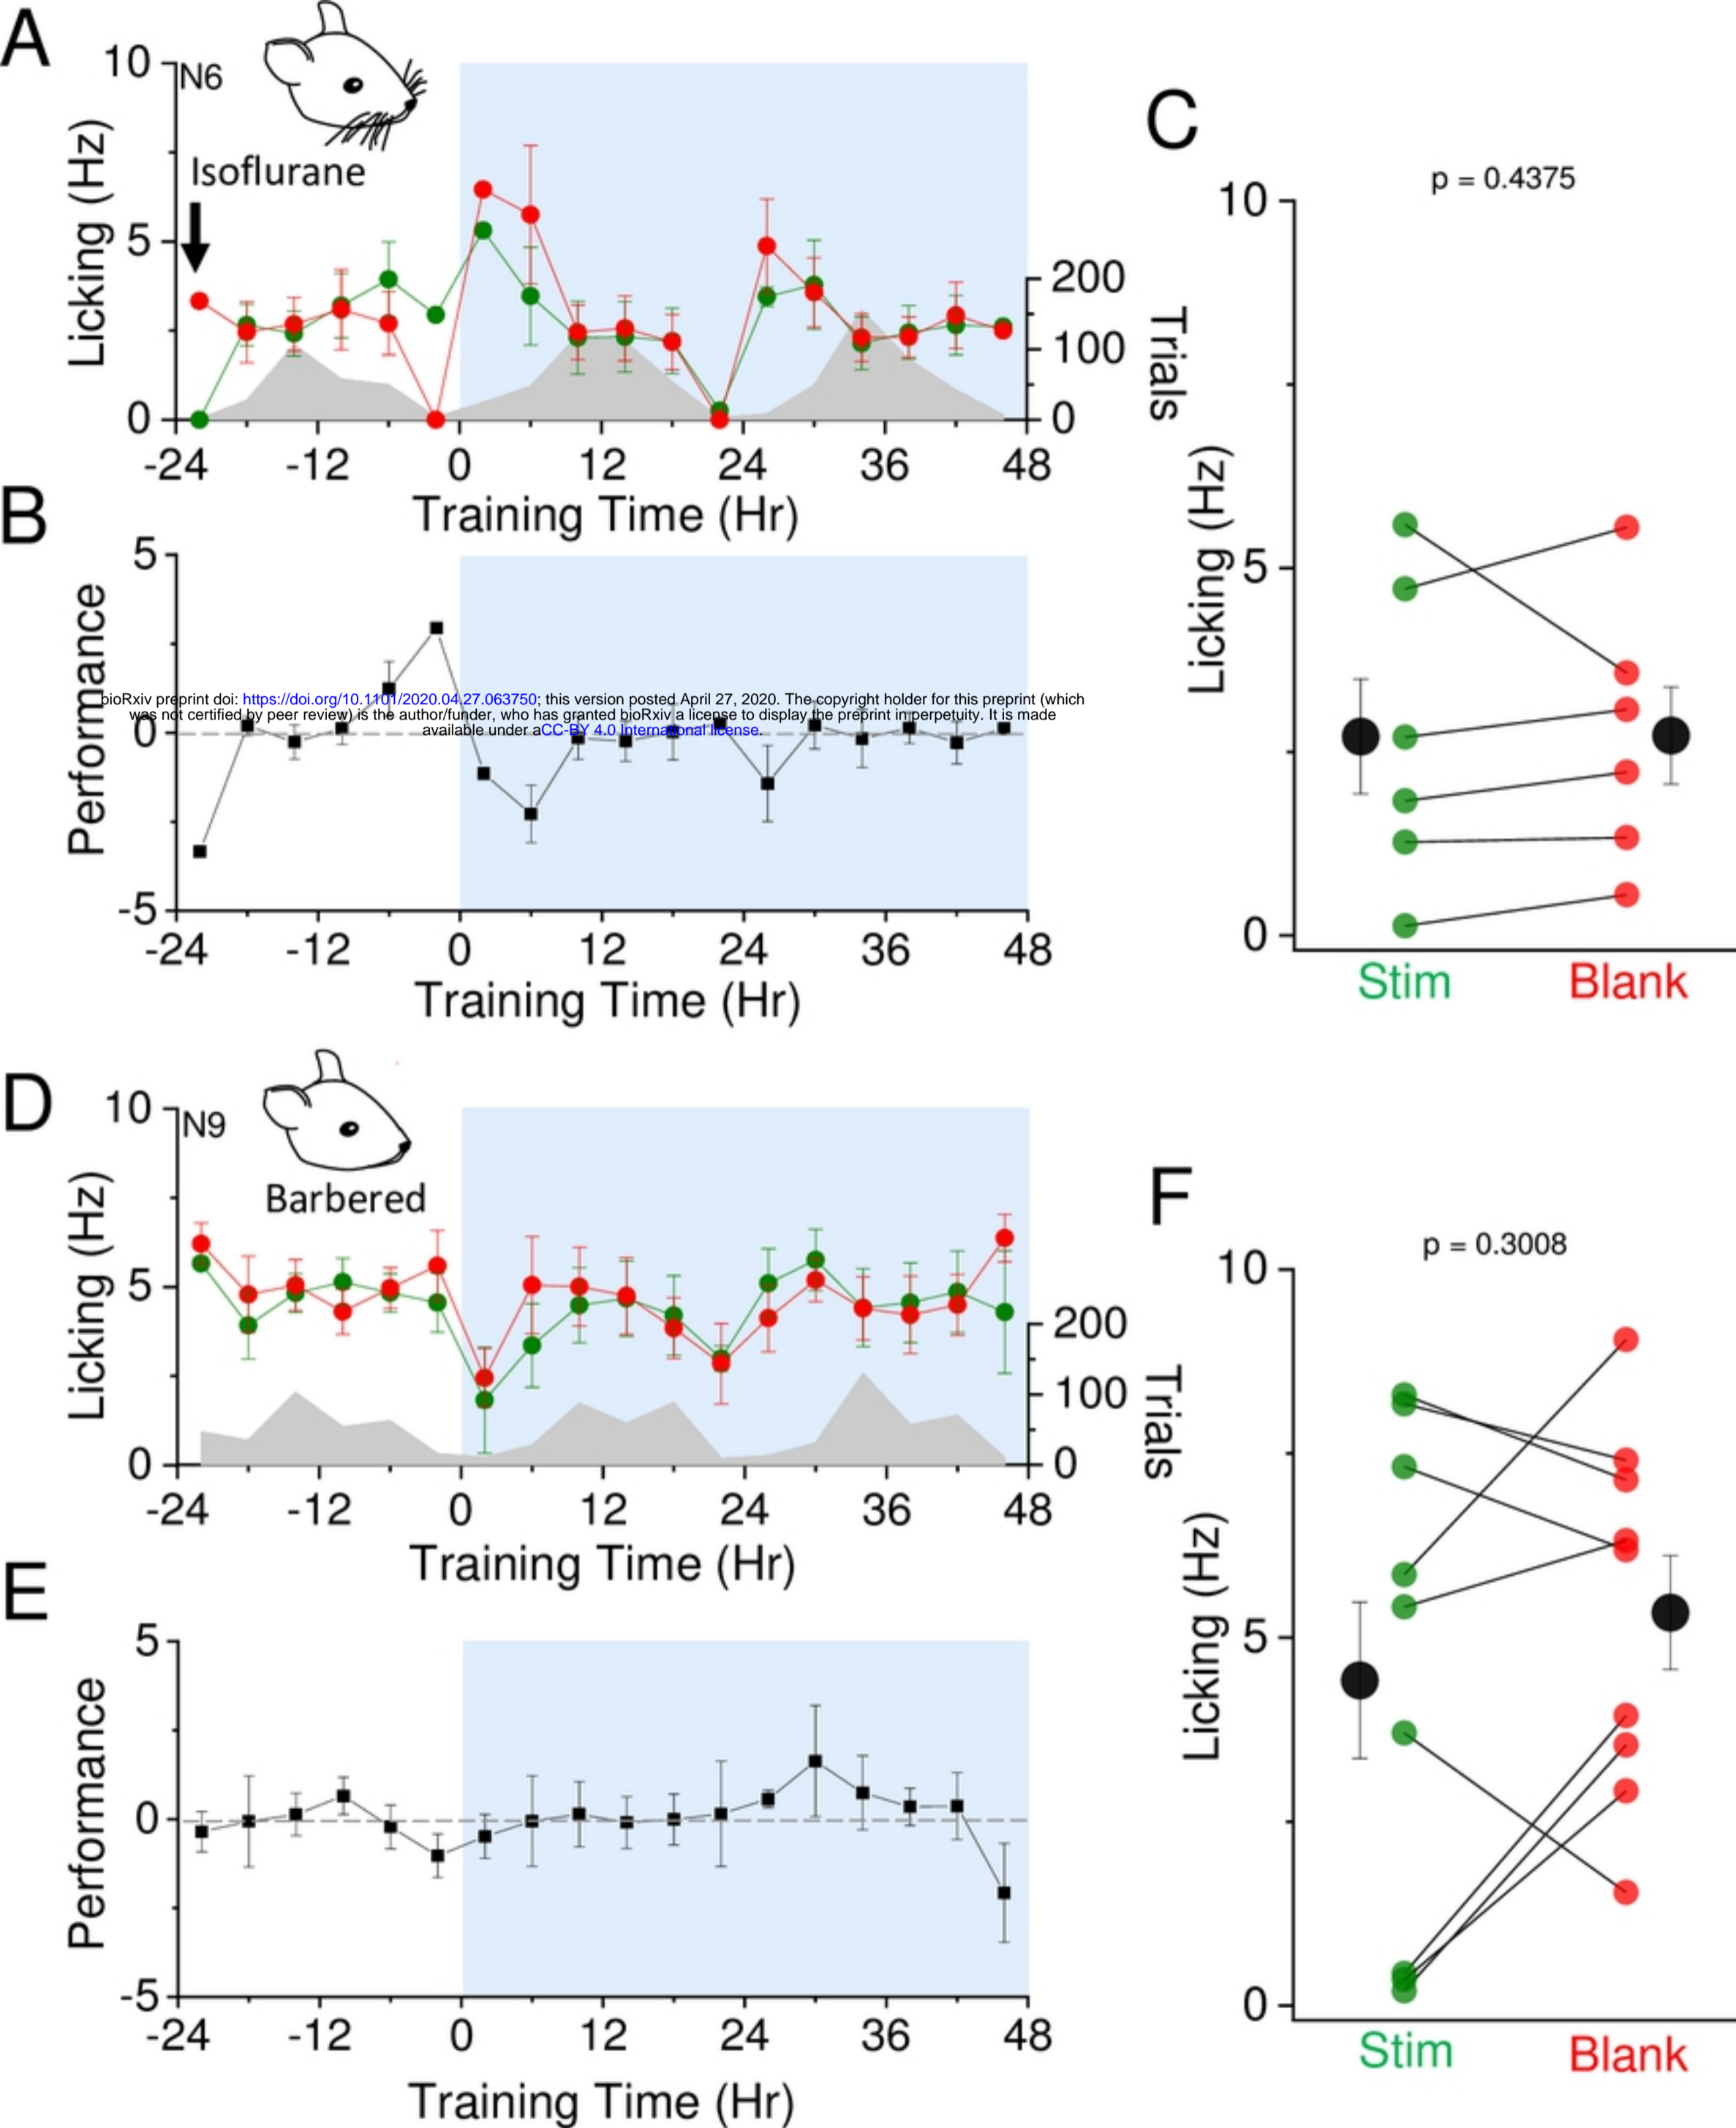 A
10
N6
Isoflurane
Licking (Hz)
5
0
200
100
0
Trials
-24 -12 0 12 24 36 48
Training Time (Hr)
B
5
Performance
0
-5
bioRxiv preprint doi: https://doi.org/10.1101/2020.04.27.063750; this version posted April 27, 2020. The copyright holder for this preprint (which
was not certified by peer review) is the author/funder, who has granted bioRxiv a license to display the preprint in perpetuity. It is made
available under aCC-BY 4.0 International license.
-24 -12 0 12 24 36 48
Training Time (Hr)
C
p = 0.4375
10
Licking (Hz)
5
0
Stim Blank
D
10
N9
Barbered
Licking (Hz)
5
0
200
100
0
Trials
-24 -12 0 12 24 36 48
Training Time (Hr)
E
5
Performance
0
-5
-24 -12 0 12 24 36 48
Training Time (Hr)
F
p = 0.3008
10
Licking (Hz)
5
0
Stim Blank